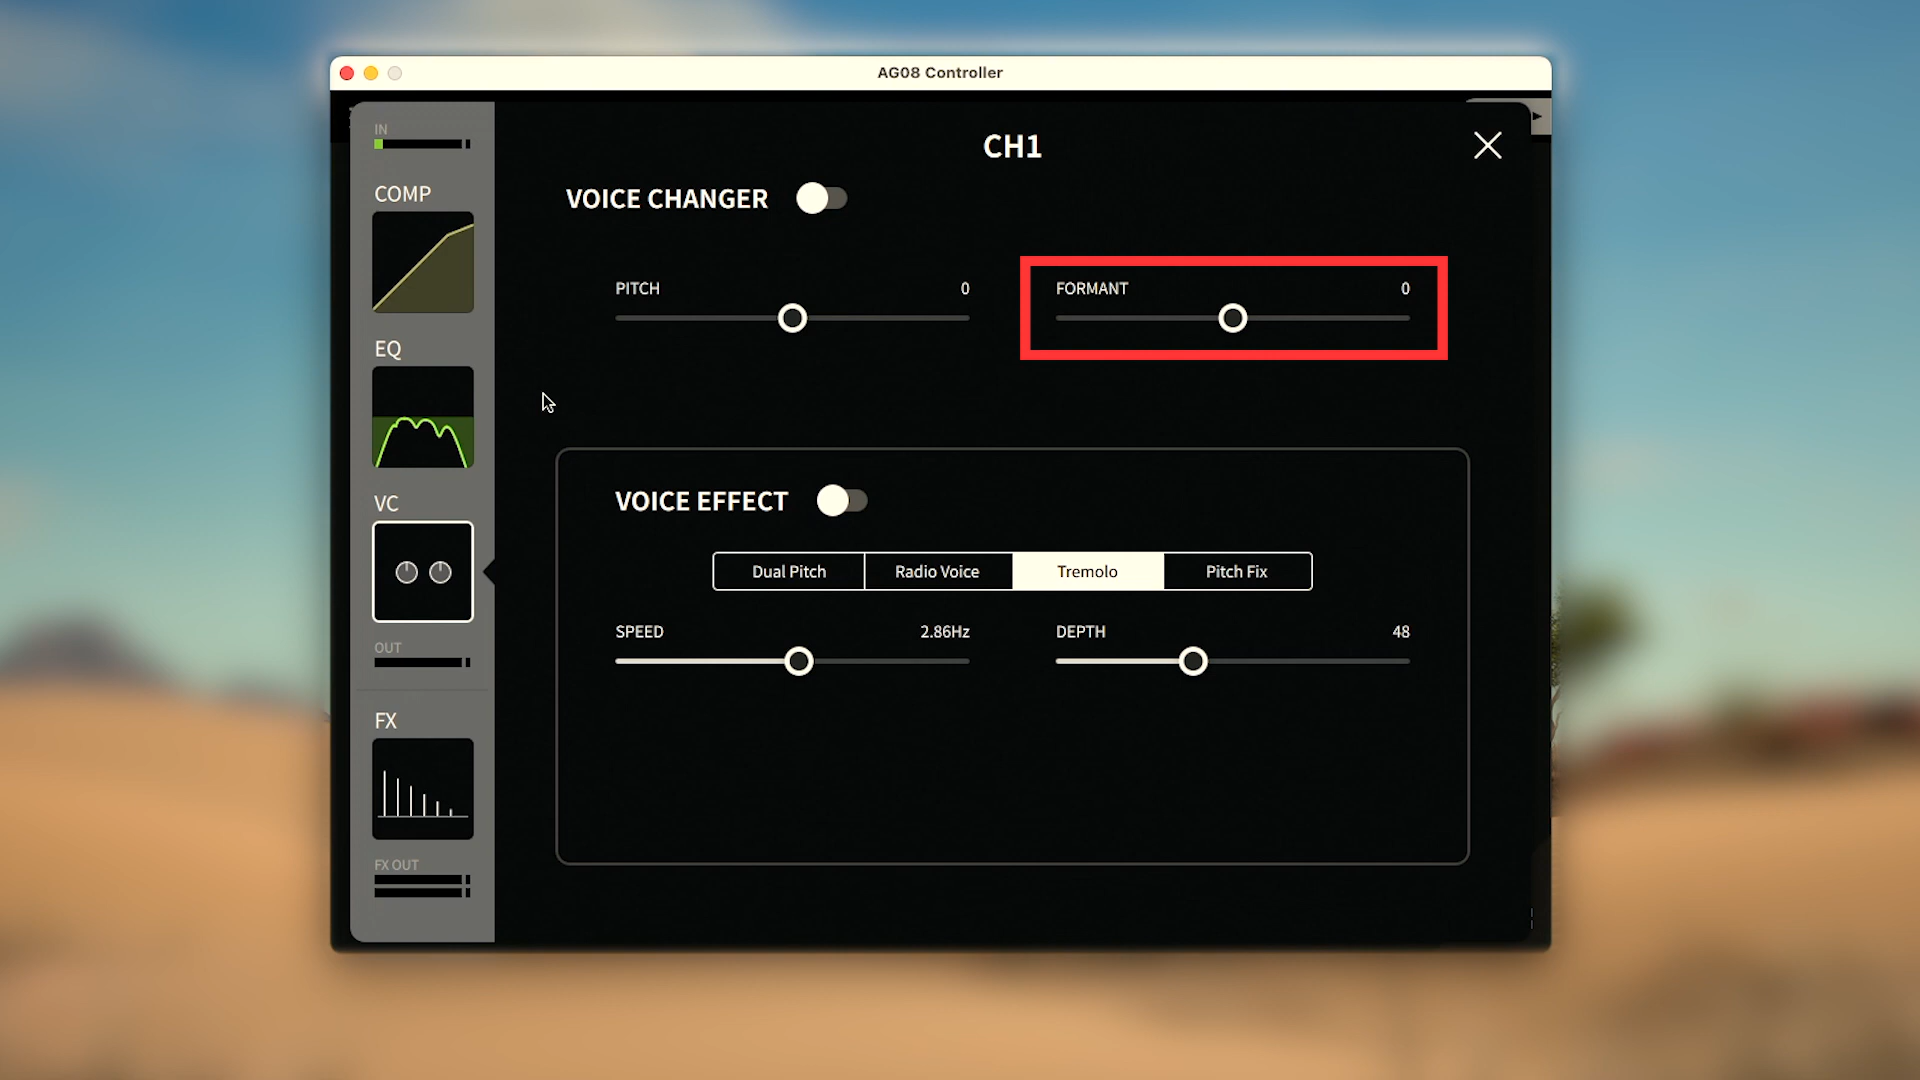 AG08 Controller
IN
COMP
EQ
VC
OUT
FX
FX OUT
CH1
VOICE CHANGER
PITCH 0
FORMANT 0
VOICE EFFECT
Dual Pitch Radio Voice Tremolo Pitch Fix
SPEED 2.86Hz
DEPTH 48